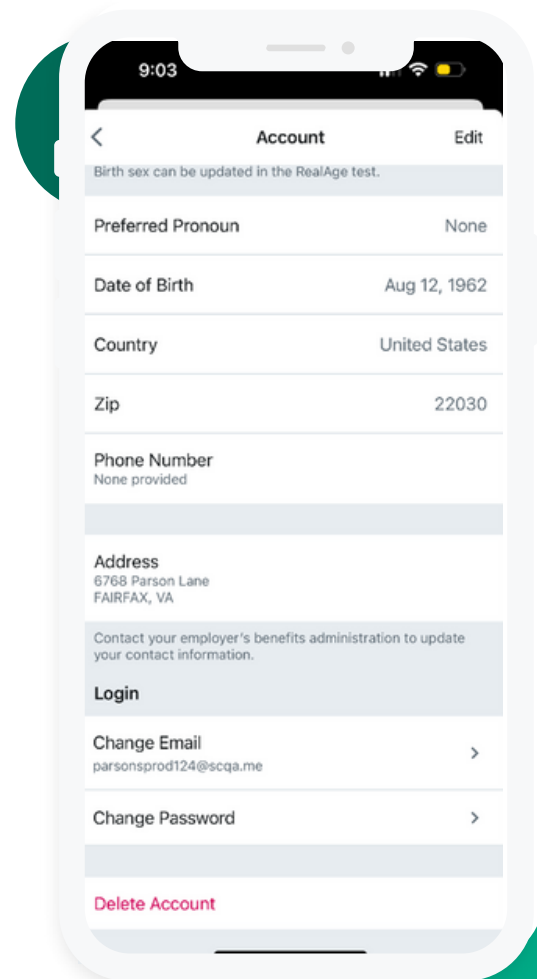 9:03
Account Edit
Birth sex can be updated in the RealAge test.
Preferred Pronoun None
Date of Birth Aug 12, 1962
Country United States
Zip 22030
Phone Number
None provided
Address
6768 Parson Lane
FAIRFAX, VA
Contact your employer's benefits administration to update
your contact information.
Login
Change Email
parsonsprod124@scqa.me
Change Password
Delete Account